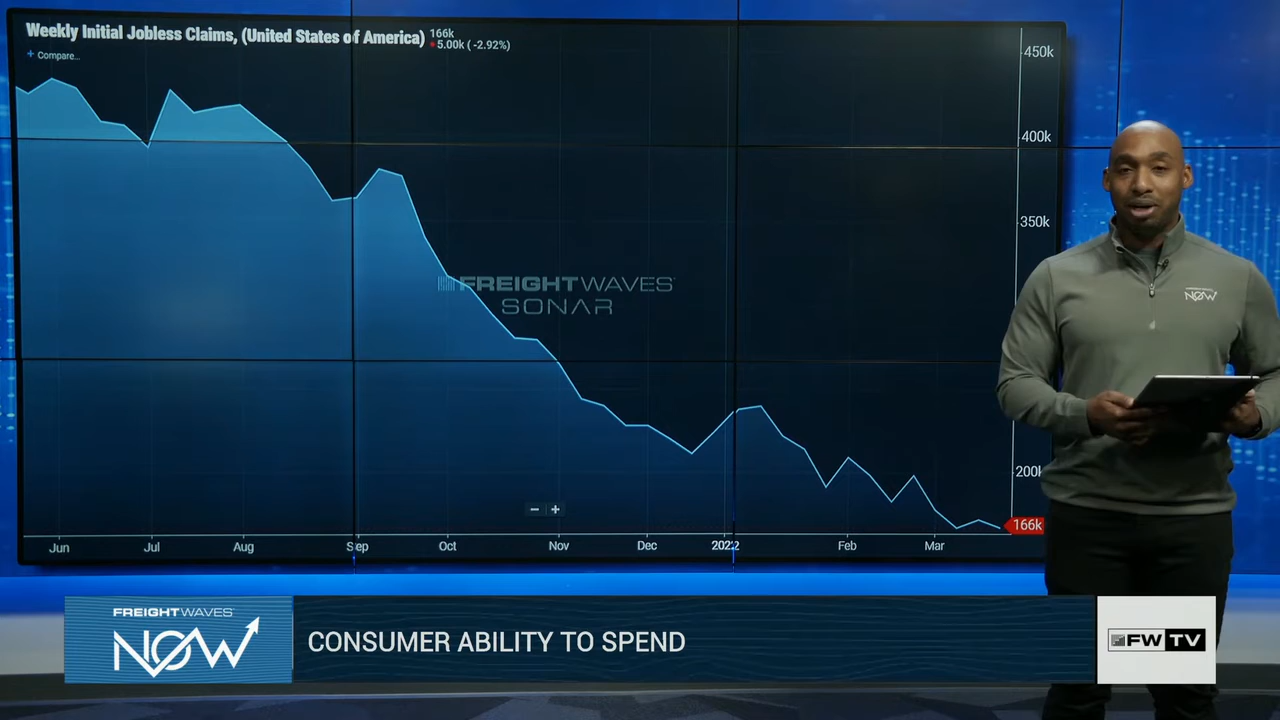 Weekly Initial Jobless Claims, (United States of America)
166k
5.00k ( -2.92%)
+ Compare...
450k
400k
350k
200k
166k
FREIGHTWAVES
SONAR
− +
Jun Jul Aug Sep Oct Nov Dec 2022 Feb Mar
NOW
FREIGHTWAVES
NOW
CONSUMER ABILITY TO SPEND
FWTV